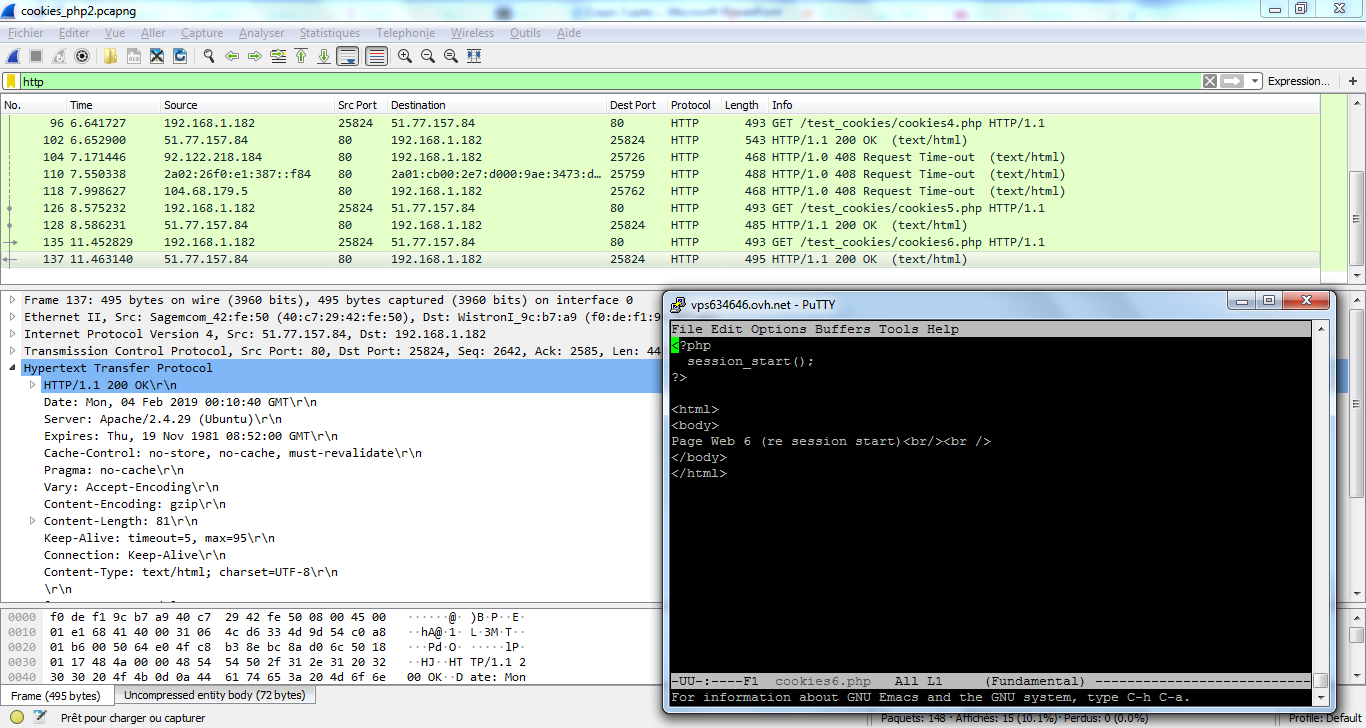 cookies_php2.pcapng
Fichier Editer Vue Aller Capture Analyser Statistiques Telephonie Wireless Outils Aide
http Expression... +
No. Time Source Src Port Destination Dest Port Protocol Length Info
96 6.641727 192.168.1.182 25824 51.77.157.84 80 HTTP 493 GET /test_cookies/cookies4.php HTTP/1.1
102 6.652900 51.77.157.84 80 192.168.1.182 25824 HTTP 543 HTTP/1.1 200 OK (text/html)
104 7.171446 92.122.218.184 80 192.168.1.182 25726 HTTP 468 HTTP/1.0 408 Request Time-out (text/html)
110 7.550338 2a02:26f0:e1:387::f84 80 2a01:cb00:2e7:d000:9ae:3473:d... 25759 HTTP 488 HTTP/1.0 408 Request Time-out (text/html)
118 7.998627 104.68.179.5 80 192.168.1.182 25762 HTTP 468 HTTP/1.0 408 Request Time-out (text/html)
126 8.575232 192.168.1.182 25824 51.77.157.84 80 HTTP 493 GET /test_cookies/cookies5.php HTTP/1.1
128 8.586231 51.77.157.84 80 192.168.1.182 25824 HTTP 485 HTTP/1.1 200 OK (text/html)
135 11.452829 192.168.1.182 25824 51.77.157.84 80 HTTP 493 GET /test_cookies/cookies6.php HTTP/1.1
137 11.463140 51.77.157.84 80 192.168.1.182 25824 HTTP 495 HTTP/1.1 200 OK (text/html)
Frame 137: 495 bytes on wire (3960 bits), 495 bytes captured (3960 bits) on interface 0
Ethernet II, Src: Sagemcom_42:fe:50 (40:c7:29:42:fe:50), Dst: WistronI_9c:b7:a9 (f0:de:f1:9
Internet Protocol Version 4, Src: 51.77.157.84, Dst: 192.168.1.182
Transmission Control Protocol, Src Port: 80, Dst Port: 25824, Seq: 2642, Ack: 2585, Len: 44
Hypertext Transfer Protocol
HTTP/1.1 200 OK\r\n
Date: Mon, 04 Feb 2019 00:10:40 GMT\r\n
Server: Apache/2.4.29 (Ubuntu)\r\n
Expires: Thu, 19 Nov 1981 08:52:00 GMT\r\n
Cache-Control: no-store, no-cache, must-revalidate\r\n
Pragma: no-cache\r\n
Vary: Accept-Encoding\r\n
Content-Encoding: gzip\r\n
Content-Length: 81\r\n
Keep-Alive: timeout=5, max=95\r\n
Connection: Keep-Alive\r\n
Content-Type: text/html; charset=UTF-8\r\n
\r\n
0000 f0 de f1 9c b7 a9 40 c7 29 42 fe 50 08 00 45 00 ······@· )B·P··E·
0010 01 e1 68 41 40 00 31 06 4c d6 33 4d 9d 54 c0 a8 ··hA@·1· L·3M·T··
0020 01 b6 00 50 64 e0 4f c8 b3 8e bc 8a d0 6c 50 18 ···Pd·O· ·····lP·
0030 01 17 48 4a 00 00 48 54 54 50 2f 31 2e 31 20 32 ··HJ··HT TP/1.1 2
0040 30 30 20 4f 4b 0d 0a 44 61 74 65 3a 20 4d 6f 6e 00 OK··D ate: Mon
Frame (495 bytes) Uncompressed entity body (72 bytes)
Prêt pour charger ou capturer Paquets: 148 · Affichés: 15 (10.1%)· Perdus: 0 (0.0%) Profile: Default
vps634646.ovh.net - PuTTY
File Edit Options Buffers Tools Help
<?php
session_start();
?>
<html>
<body>
Page Web 6 (re session start)<br/><br />
</body>
</html>
-UU-:----F1 cookies6.php All L1 (Fundamental) ---------------------------
For information about GNU Emacs and the GNU system, type C-h C-a.